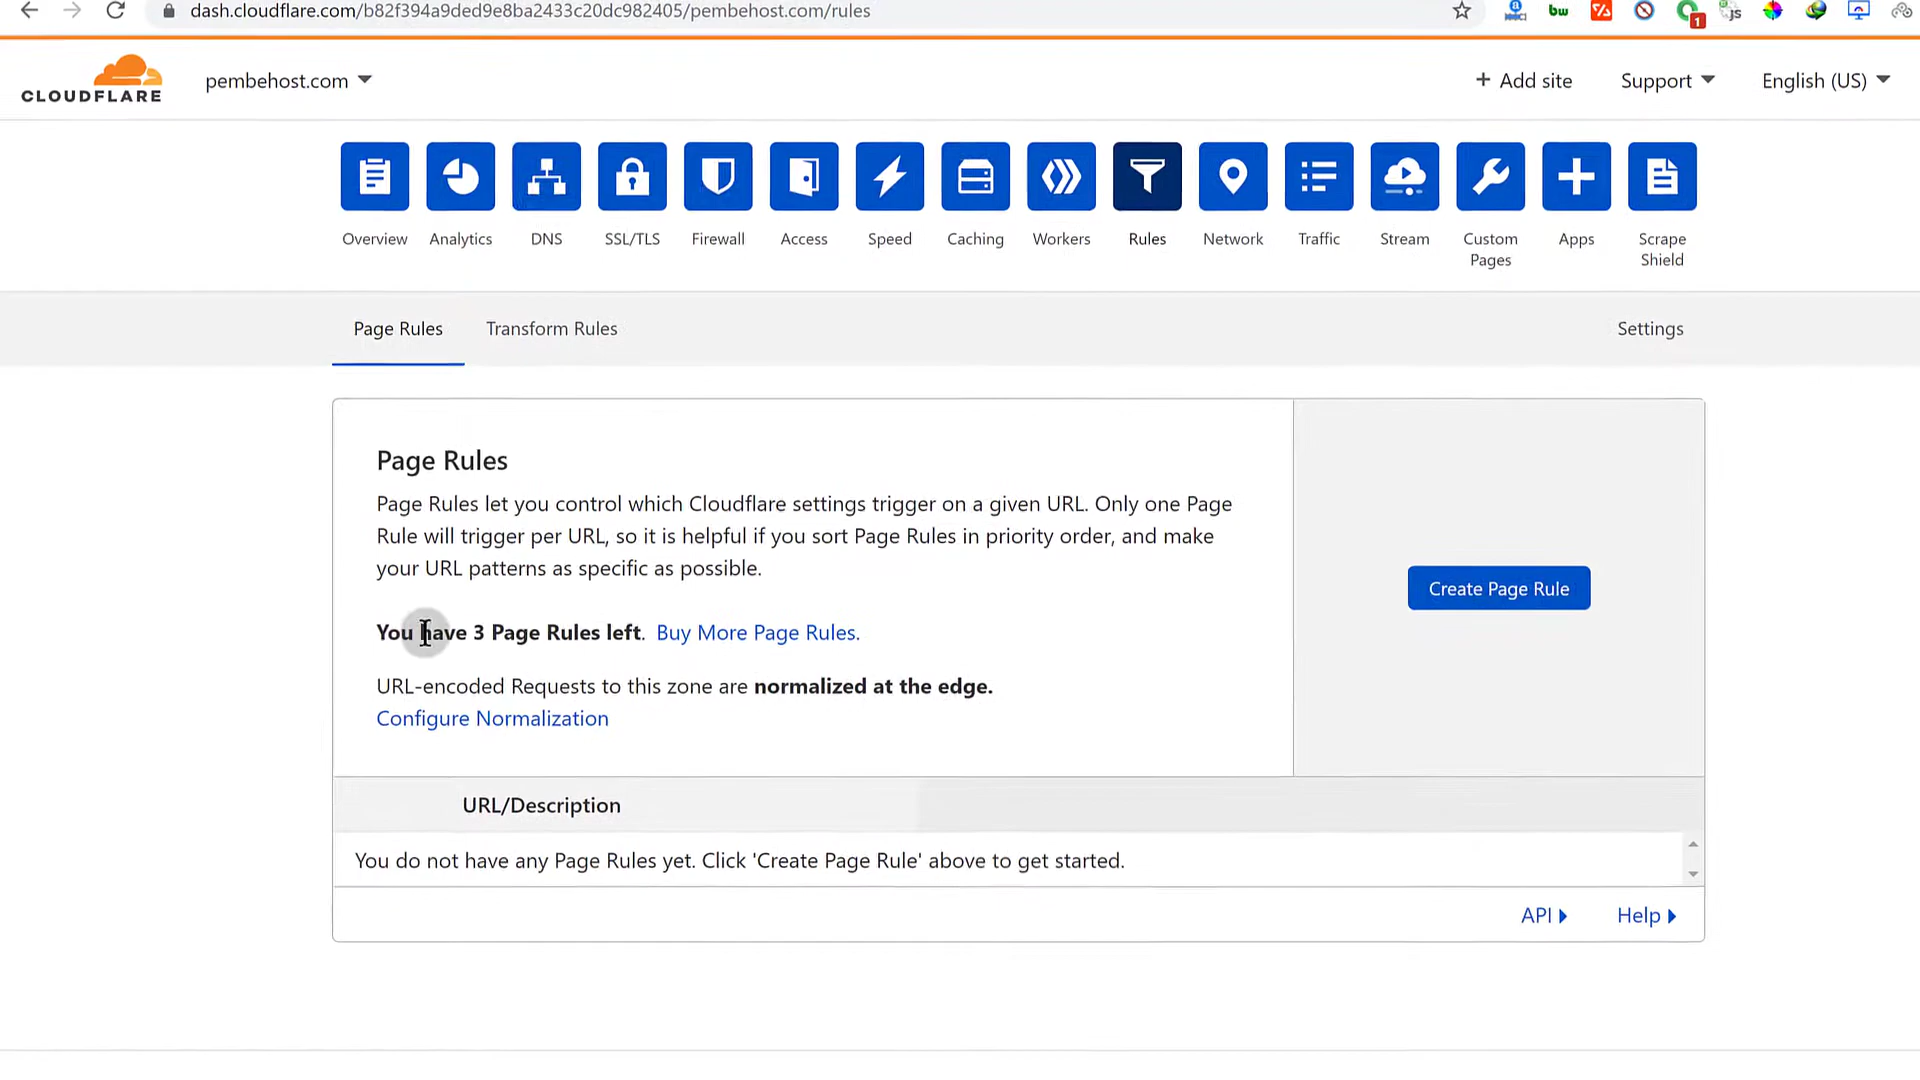 dash.cloudflare.com/b82f394a9ded9e8ba2433c20dc982405/pembehost.com/rules
bw
1
js
CLOUDFLARE
pembehost.com
+ Add site
Support
English (US)
Overview
Analytics
DNS
SSL/TLS
Firewall
Access
Speed
Caching
Workers
Rules
Network
Traffic
Stream
Custom Pages
Apps
Scrape Shield
Page Rules
Transform Rules
Settings
Page Rules
Page Rules let you control which Cloudflare settings trigger on a given URL. Only one Page
Rule will trigger per URL, so it is helpful if you sort Page Rules in priority order, and make
your URL patterns as specific as possible.
Create Page Rule
You have 3 Page Rules left. Buy More Page Rules.
URL-encoded Requests to this zone are normalized at the edge.
Configure Normalization
URL/Description
You do not have any Page Rules yet. Click 'Create Page Rule' above to get started.
API
Help